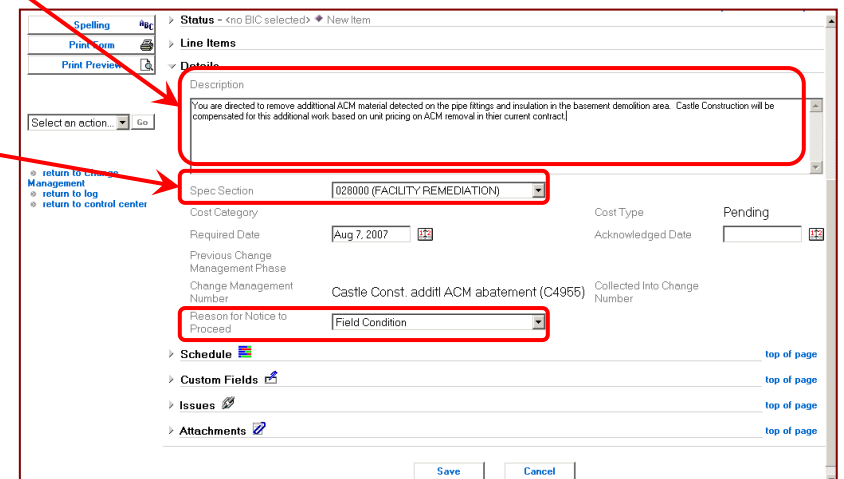 Spelling
Print Form
Print Preview
Select an action... Go
return to Change Management
return to log
return to control center
Status - <no BIC selected> New Item
Line Items
Details
Description
You are directed to remove additional ACM material detected on the pipe fittings and insulation in the basement demolition area. Castle Construction will be
compensated for this additional work based on unit pricing on ACM removal in thier current contract.
Spec Section 028000 (FACILITY REMEDIATION)
Cost Category Cost Type Pending
Required Date Aug 7, 2007 Acknowledged Date
Previous Change
Management Phase
Change Management
Number Castle Const. additl ACM abatement (C4955) Collected Into Change
Number
Reason for Notice to
Proceed Field Condition
Schedule top of page
Custom Fields top of page
Issues top of page
Attachments top of page
Save Cancel